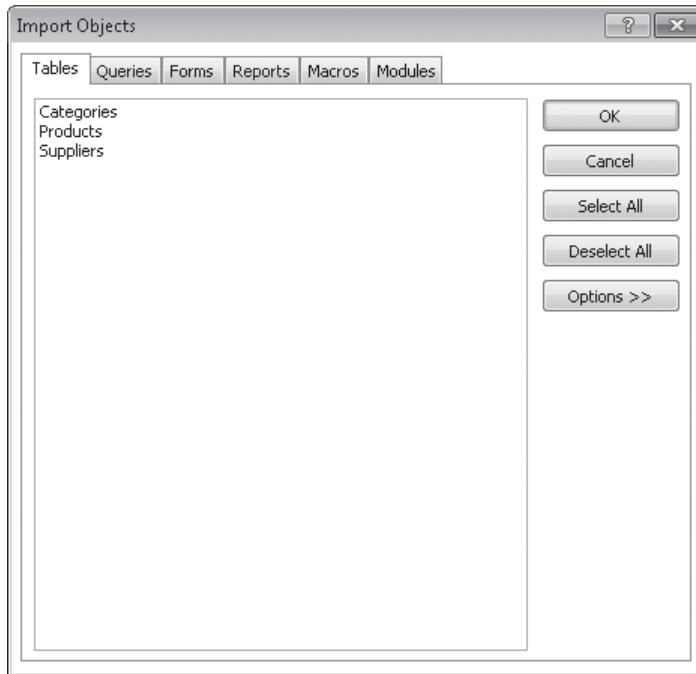 Import Objects
Tables Queries Forms Reports Macros Modules
Categories
Products
Suppliers
OK
Cancel
Select All
Deselect All
Options >>